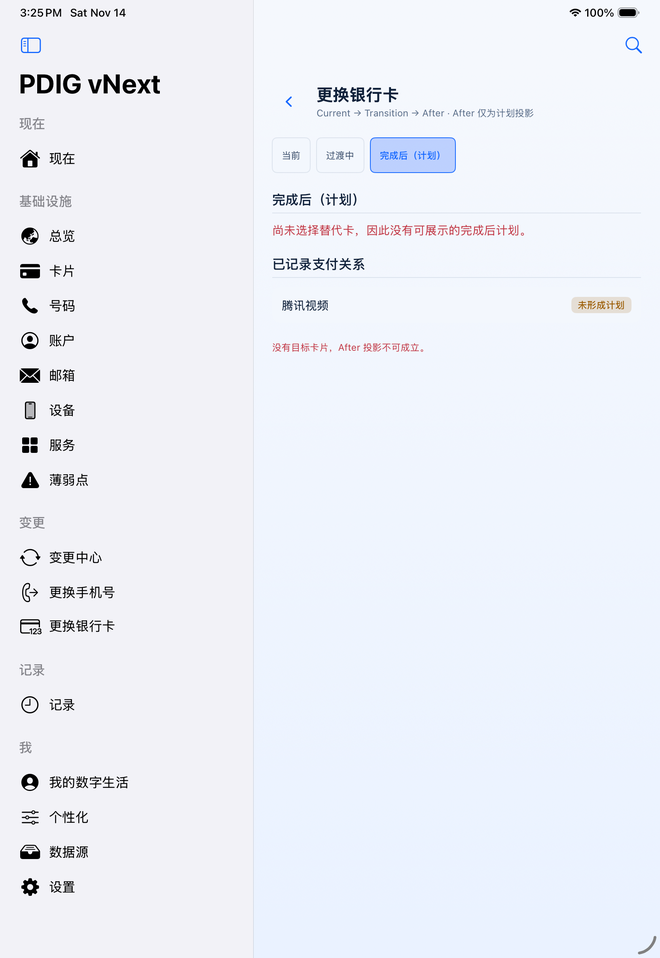 3:25 PM Sat Nov 14
100%
PDIG vNext
现在
现在
基础设施
总览
卡片
号码
账户
邮箱
设备
服务
薄弱点
变更
变更中心
更换手机号
123
更换银行卡
记录
记录
我
我的数字生活
个性化
数据源
设置
更换银行卡
Current → Transition → After · After 仅为计划投影
当前
过渡中
完成后（计划）
完成后（计划）
尚未选择替代卡，因此没有可展示的完成后计划。
已记录支付关系
腾讯视频
未形成计划
没有目标卡片，After 投影不可成立。